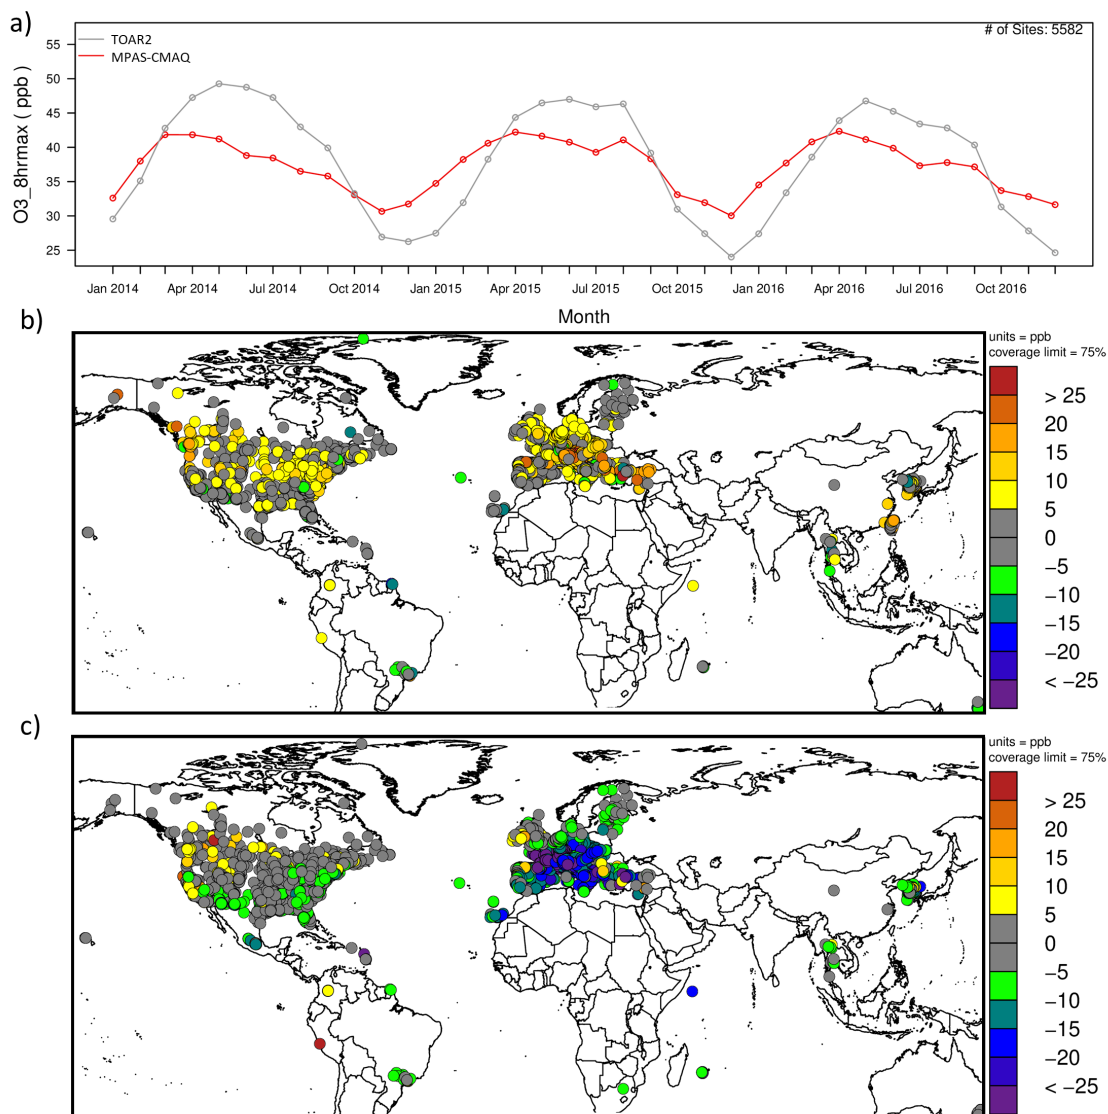 a)
# of Sites: 5582
TOAR2
MPAS-CMAQ
O3_8hrmax ( ppb )
55
50
45
40
35
30
25
Jan 2014 Apr 2014 Jul 2014 Oct 2014 Jan 2015 Apr 2015 Jul 2015 Oct 2015 Jan 2016 Apr 2016 Jul 2016 Oct 2016
Month
b)
units = ppb
coverage limit = 75%
> 25
20
15
10
5
0
−5
−10
−15
−20
< −25
c)
units = ppb
coverage limit = 75%
> 25
20
15
10
5
0
−5
−10
−15
−20
< −25